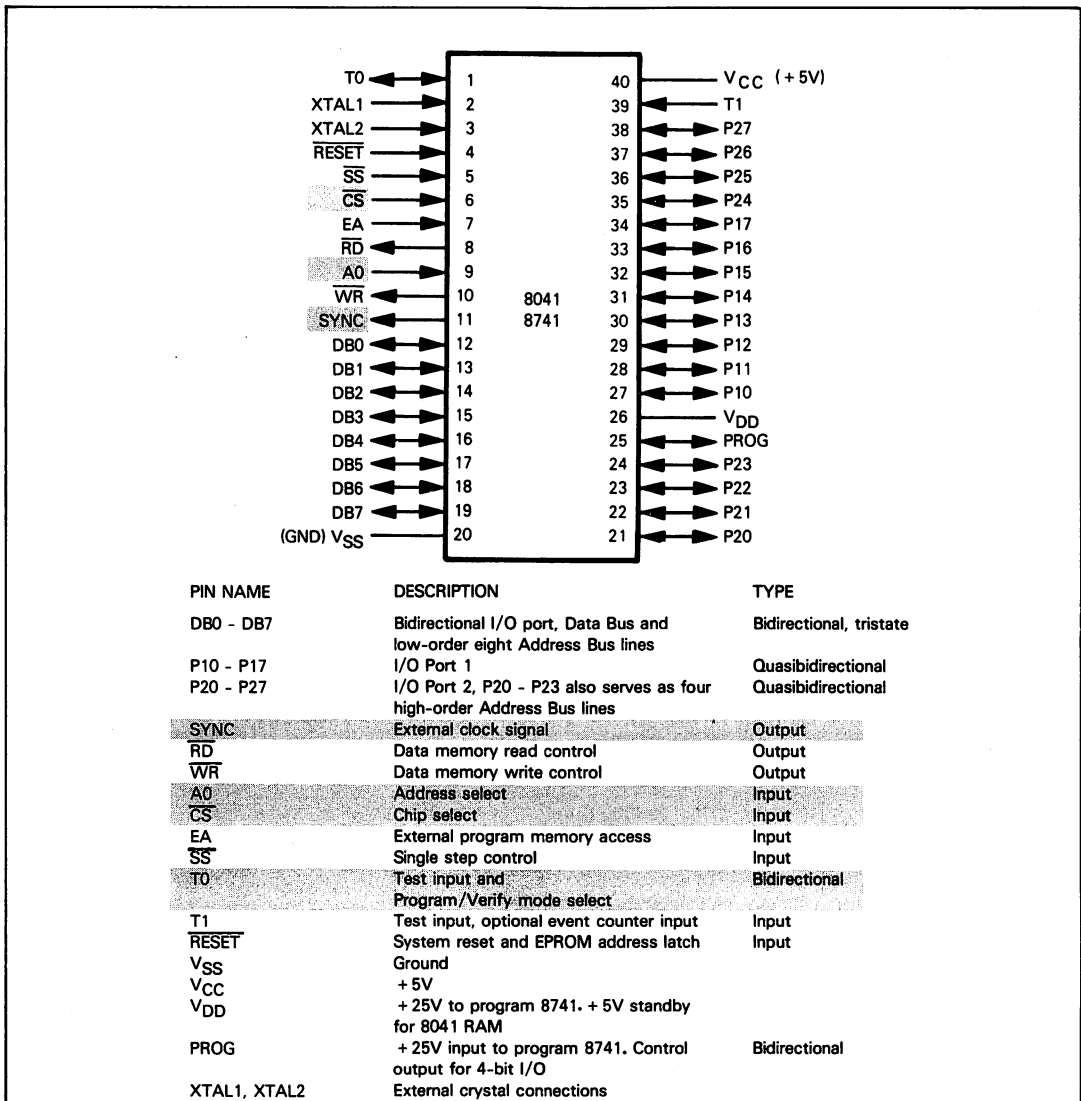 T0 1 40 VCC (+5V)
XTAL1 2 39 T1
XTAL2 3 38 P27
RESET 4 37 P26
SS 5 36 P25
CS 6 35 P24
EA 7 34 P17
RD 8 33 P16
A0 9 32 P15
WR 10 8041 31 P14
SYNC 11 8741 30 P13
DB0 12 29 P12
DB1 13 28 P11
DB2 14 27 P10
DB3 15 26 VDD
DB4 16 25 PROG
DB5 17 24 P23
DB6 18 23 P22
DB7 19 22 P21
(GND) VSS 20 21 P20
PIN NAME DESCRIPTION TYPE
DB0 - DB7 Bidirectional I/O port, Data Bus and Bidirectional, tristate
low-order eight Address Bus lines
P10 - P17 I/O Port 1 Quasibidirectional
P20 - P27 I/O Port 2, P20 - P23 also serves as four Quasibidirectional
high-order Address Bus lines
SYNC External clock signal Output
RD Data memory read control Output
WR Data memory write control Output
A0 Address select Input
CS Chip select Input
EA External program memory access Input
SS Single step control Input
T0 Test input and Bidirectional
Program/Verify mode select
T1 Test input, optional event counter input Input
RESET System reset and EPROM address latch Input
VSS Ground
VCC +5V
VDD +25V to program 8741. +5V standby
for 8041 RAM
PROG +25V input to program 8741. Control Bidirectional
output for 4-bit I/O
XTAL1, XTAL2 External crystal connections